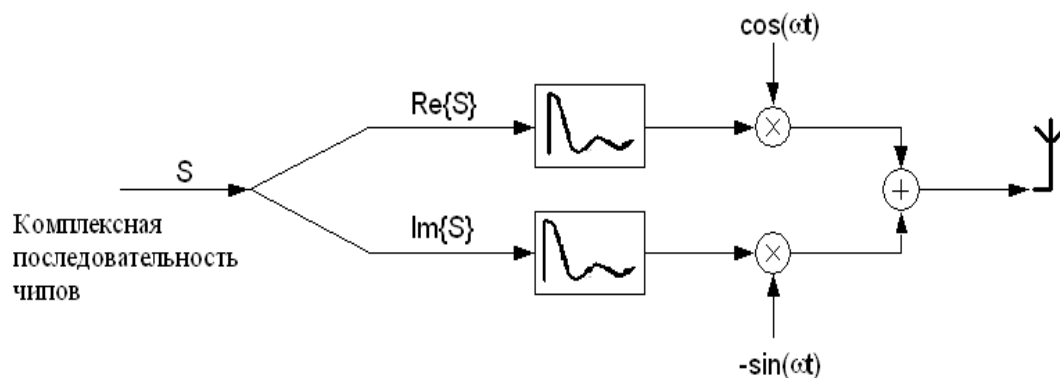 cos(ωt)
Re{S}
S
Im{S}
Комплексная
последовательность
чипов
-sin(ωt)